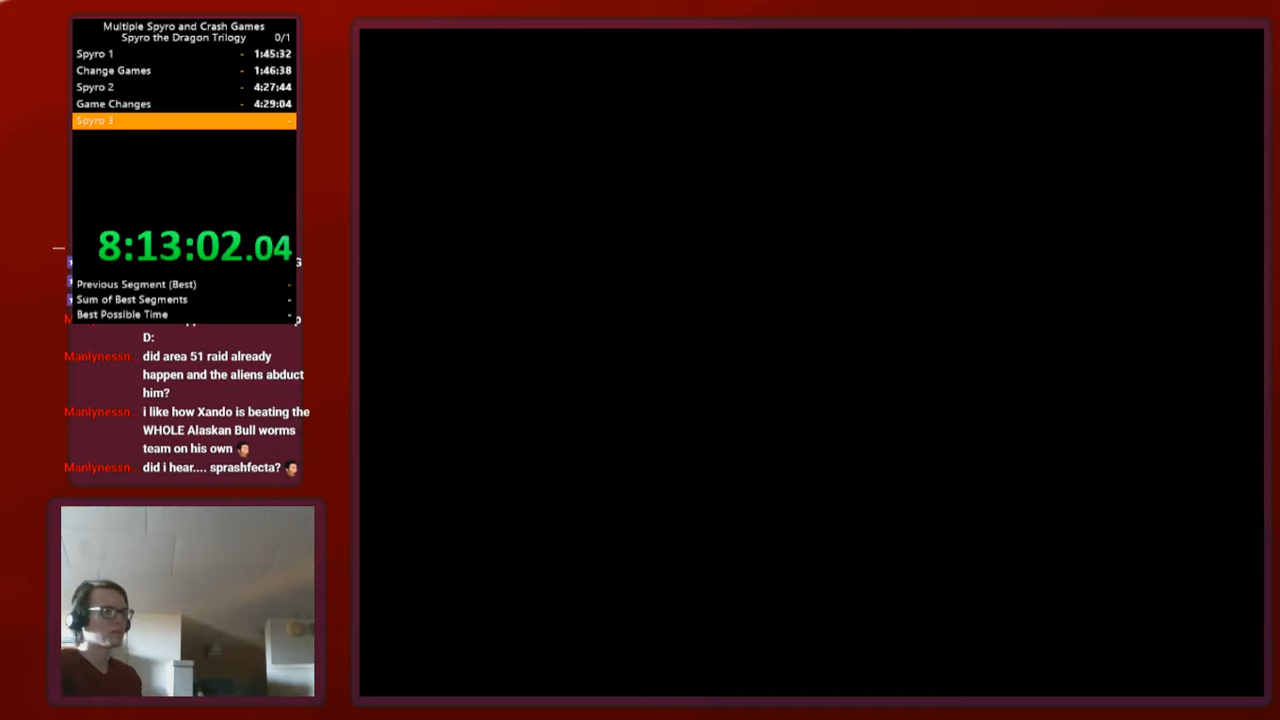 Multiple Spyro and Crash Games
Spyro the Dragon Trilogy 0/1
Spyro 1 - 1:45:32
Change Games - 1:46:38
Spyro 2 - 4:27:44
Game Changes - 4:29:04
Spyro 3 -
8:13:02.04
G
Previous Segment (Best) -
Sum of Best Segments -
Best Possible Time -
D:
Manlynessn... did area 51 raid already
happen and the aliens abduct
him?
Manlynessn... i like how Xando is beating the
WHOLE Alaskan Bull worms
team on his own
Manlynessn... did i hear.... sprashfecta?